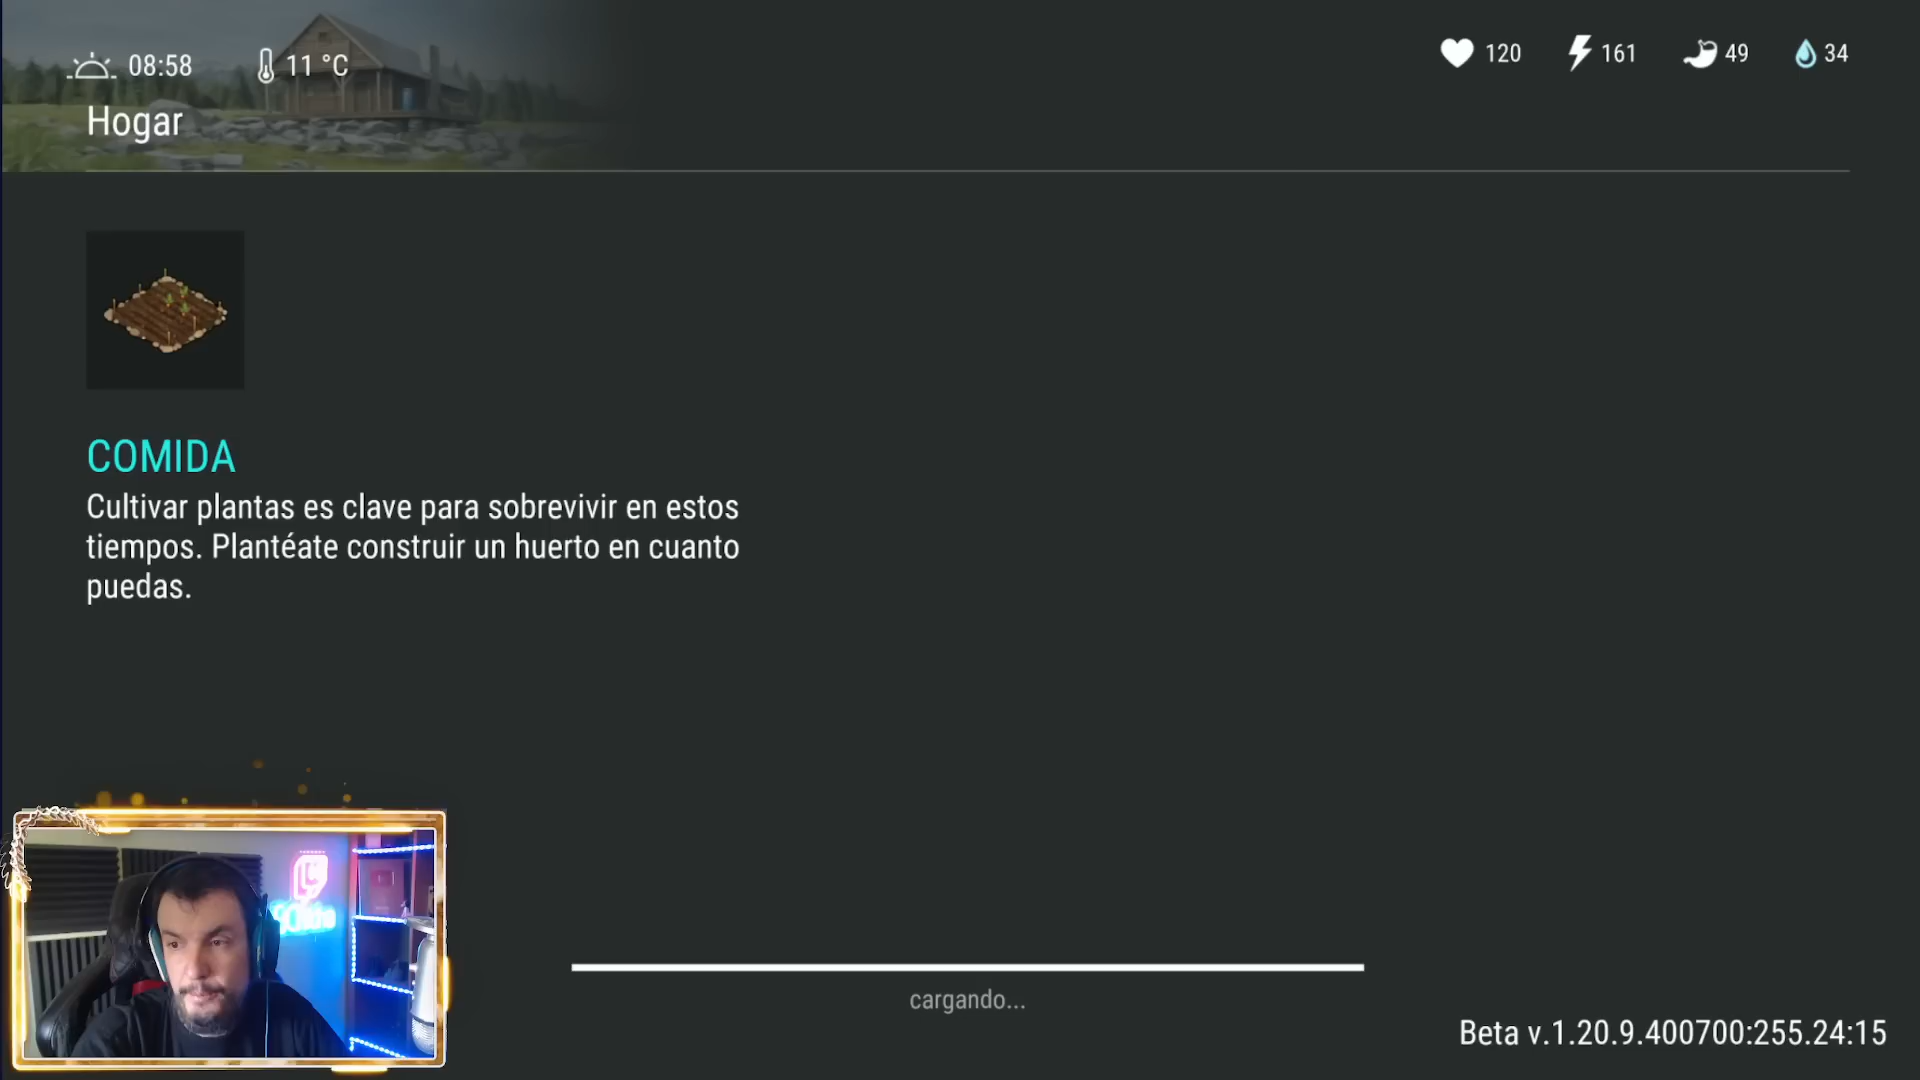 08:58
11 °C
120
161
49
34
Hogar
COMIDA
Cultivar plantas es clave para sobrevivir en estos
tiempos. Plantéate construir un huerto en cuanto
puedas.
cargando...
Beta v.1.20.9.400700:255.24:15